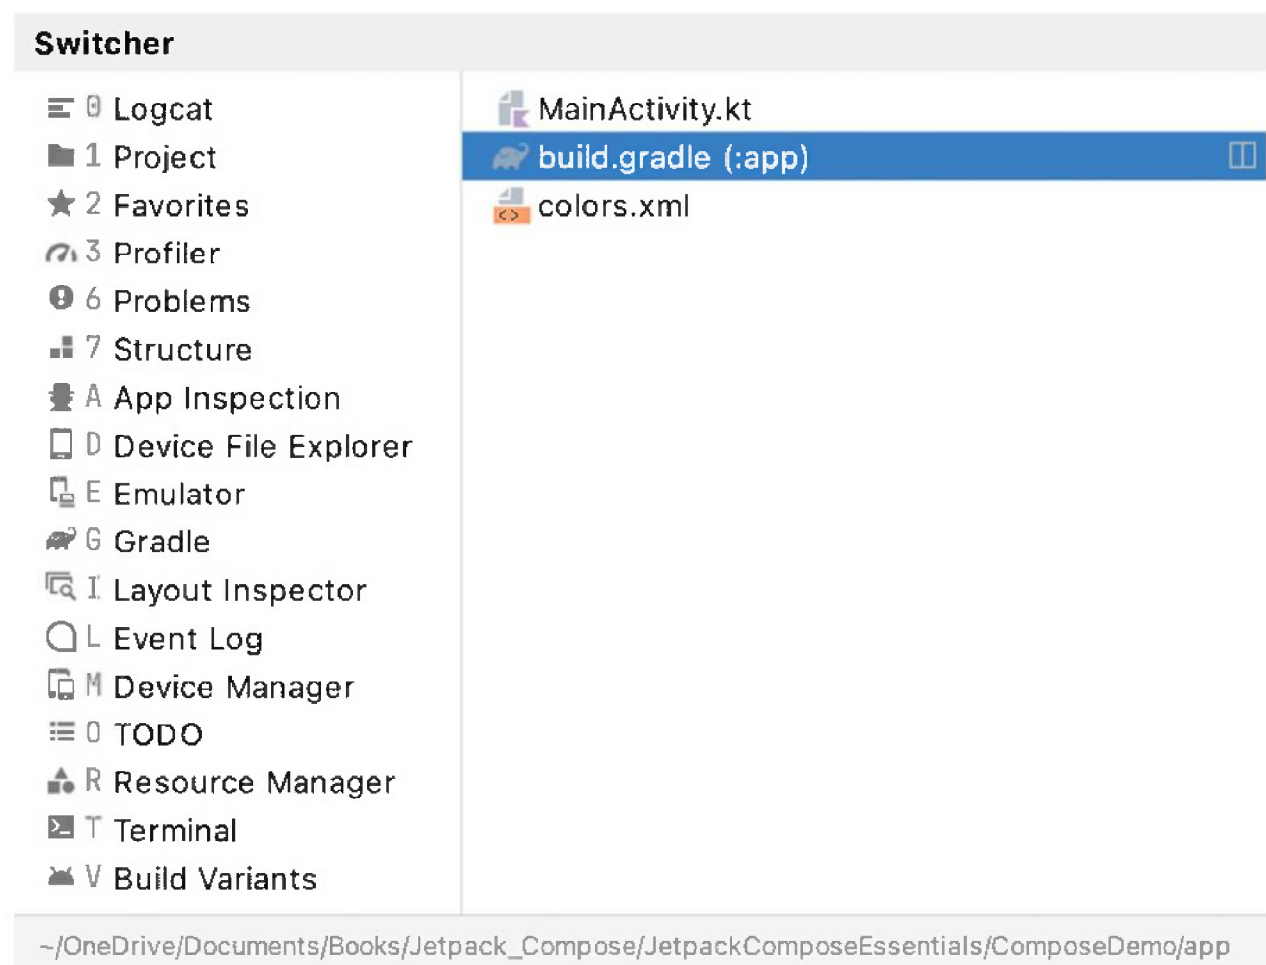 Switcher
0 Logcat
1 Project
2 Favorites
3 Profiler
6 Problems
7 Structure
A App Inspection
D Device File Explorer
E Emulator
G Gradle
I Layout Inspector
L Event Log
M Device Manager
O TODO
R Resource Manager
T Terminal
V Build Variants
MainActivity.kt
build.gradle (:app)
colors.xml
~/OneDrive/Documents/Books/Jetpack_Compose/JetpackComposeEssentials/ComposeDemo/app